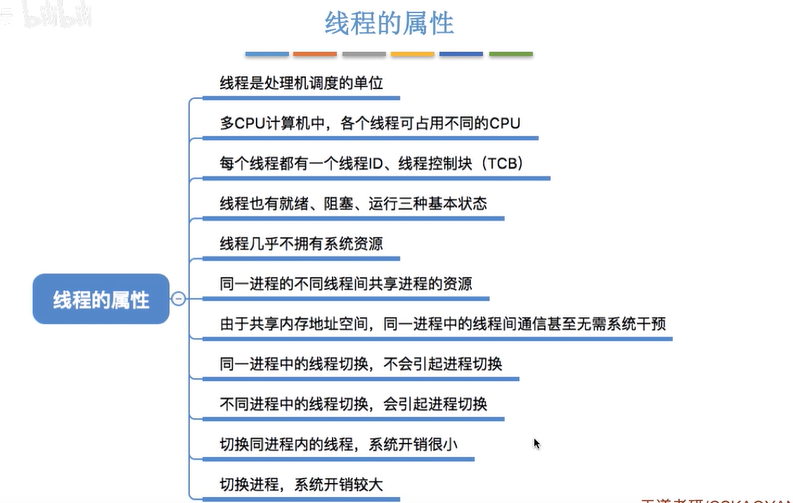 bilibili
线程的属性
线程是处理机调度的单位
多CPU计算机中，各个线程可占用不同的CPU
每个线程都有一个线程ID、线程控制块（TCB）
线程也有就绪、阻塞、运行三种基本状态
线程几乎不拥有系统资源
线程的属性
同一进程的不同线程间共享进程的资源
由于共享内存地址空间，同一进程中的线程间通信甚至无需系统干预
同一进程中的线程切换，不会引起进程切换
不同进程中的线程切换，会引起进程切换
切换同进程内的线程，系统开销很小
切换进程，系统开销较大